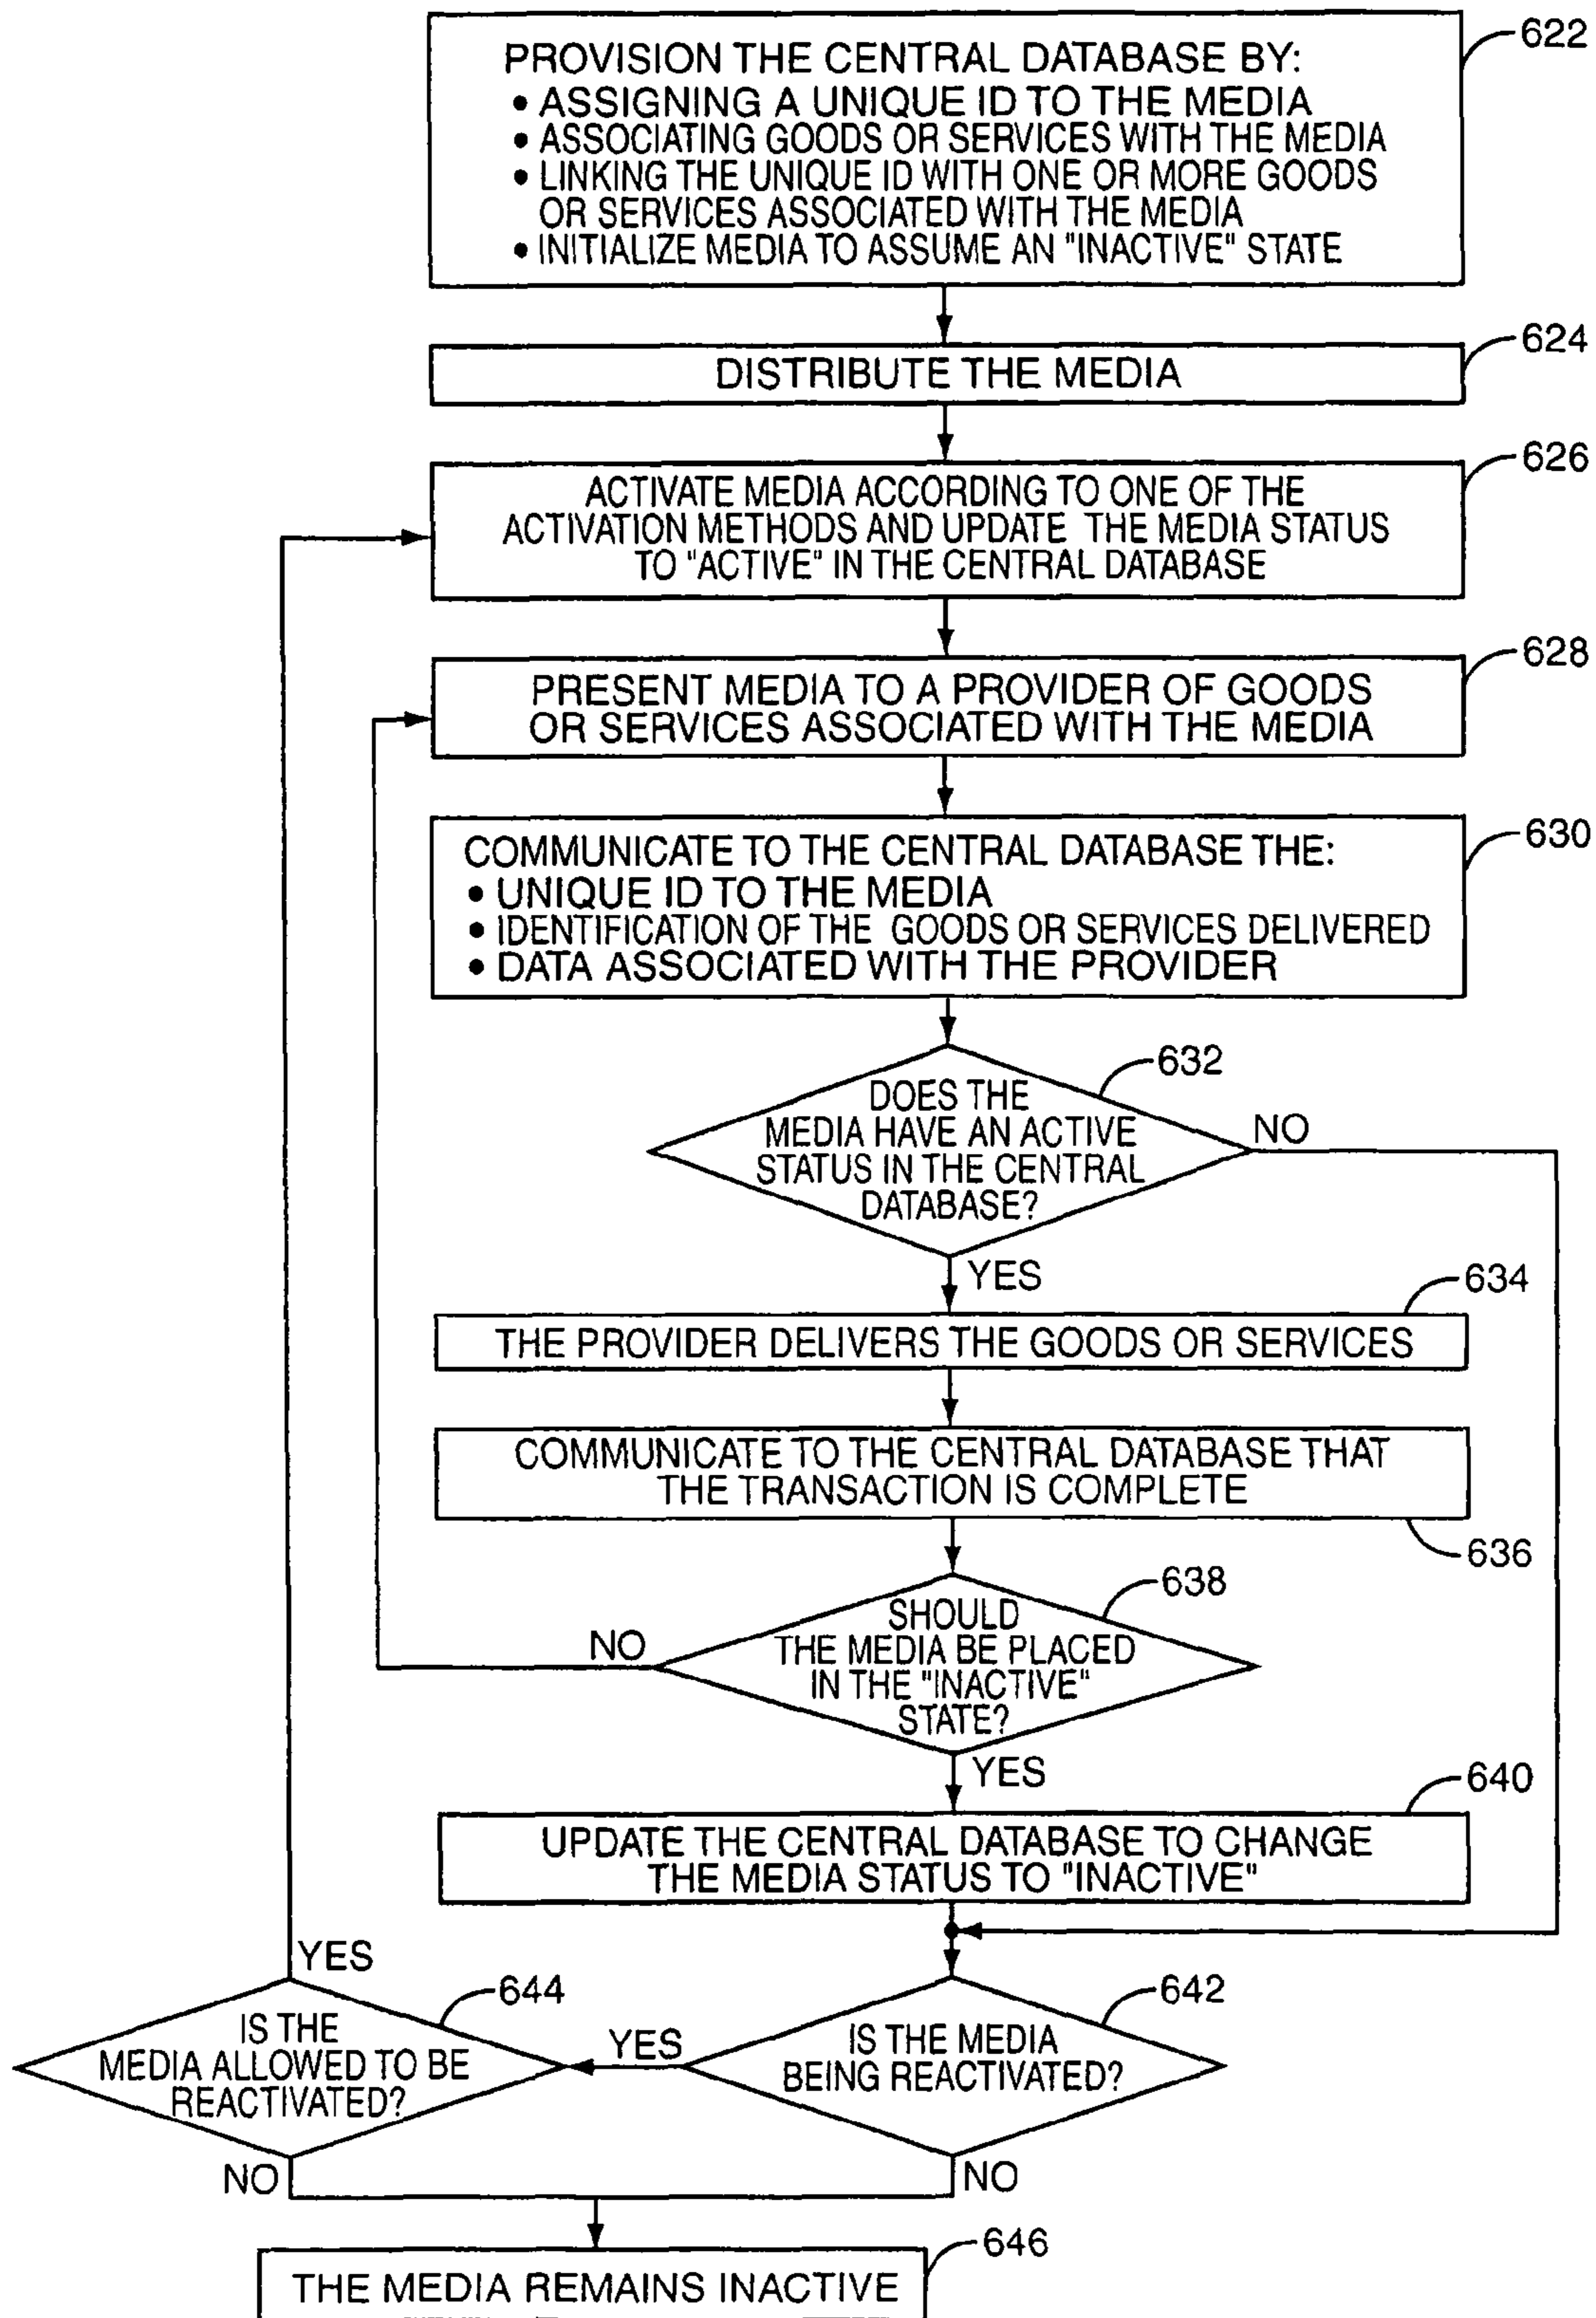 622
PROVISION THE CENTRAL DATABASE BY:
• ASSIGNING A UNIQUE ID TO THE MEDIA
• ASSOCIATING GOODS OR SERVICES WITH THE MEDIA
• LINKING THE UNIQUE ID WITH ONE OR MORE GOODS
OR SERVICES ASSOCIATED WITH THE MEDIA
• INITIALIZE MEDIA TO ASSUME AN "INACTIVE" STATE
624
DISTRIBUTE THE MEDIA
626
ACTIVATE MEDIA ACCORDING TO ONE OF THE
ACTIVATION METHODS AND UPDATE THE MEDIA STATUS
TO "ACTIVE" IN THE CENTRAL DATABASE
628
PRESENT MEDIA TO A PROVIDER OF GOODS
OR SERVICES ASSOCIATED WITH THE MEDIA
630
COMMUNICATE TO THE CENTRAL DATABASE THE:
• UNIQUE ID TO THE MEDIA
• IDENTIFICATION OF THE GOODS OR SERVICES DELIVERED
• DATA ASSOCIATED WITH THE PROVIDER
632
DOES THE
MEDIA HAVE AN ACTIVE
STATUS IN THE CENTRAL
DATABASE?
NO
YES
634
THE PROVIDER DELIVERS THE GOODS OR SERVICES
COMMUNICATE TO THE CENTRAL DATABASE THAT
THE TRANSACTION IS COMPLETE
636
638
SHOULD
THE MEDIA BE PLACED
IN THE "INACTIVE"
STATE?
NO
YES
640
UPDATE THE CENTRAL DATABASE TO CHANGE
THE MEDIA STATUS TO "INACTIVE"
YES
644
IS THE
MEDIA ALLOWED TO BE
REACTIVATED?
YES
642
IS THE MEDIA
BEING REACTIVATED?
NO
NO
646
THE MEDIA REMAINS INACTIVE